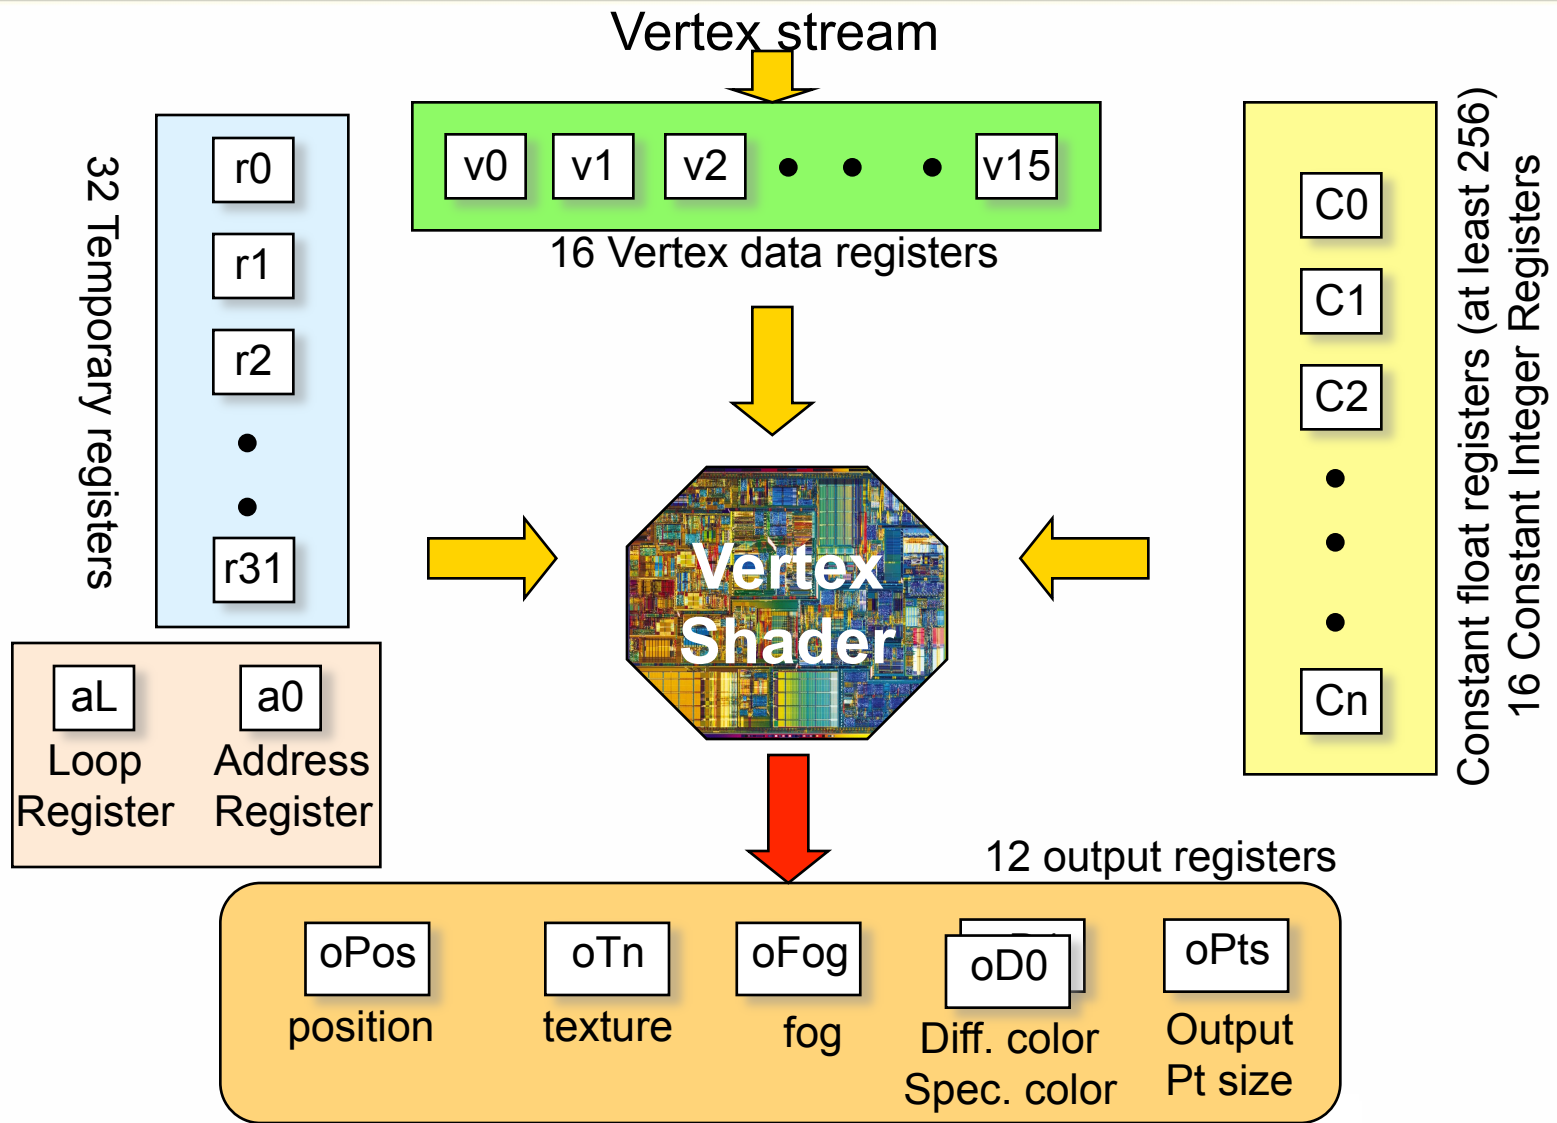 Vertex stream
v0
v1
v2
v15
16 Vertex data registers
32 Temporary registers
r0
r1
r2
r31
Constant float registers (at least 256)
16 Constant Integer Registers
C0
C1
C2
Cn
Vertex
Shader
aL
Loop
Register
a0
Address
Register
12 output registers
oPos
position
oTn
texture
oFog
fog
oD0
Diff. color
Spec. color
oPts
Output
Pt size